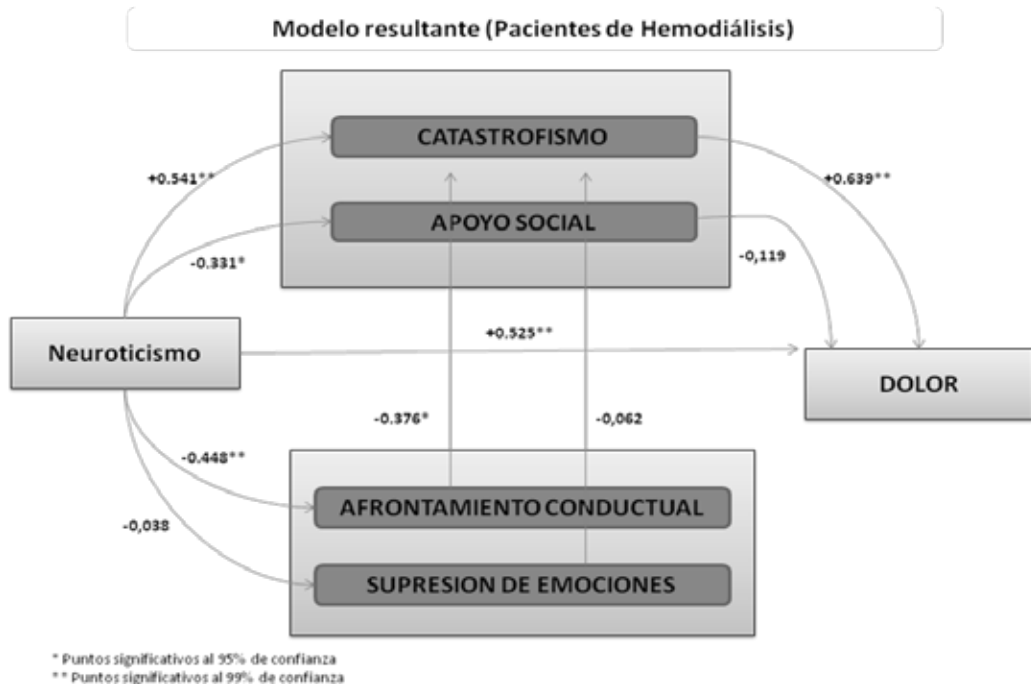 Modelo resultante (Pacientes de Hemodiálisis)
CATASTROFISMO
+0.541**
+0.639**
APOYO SOCIAL
-0.331*
-0,119
Neuroticismo
+0.525**
DOLOR
-0.376*
-0,062
-0.448**
AFRONTAMIENTO CONDUCTUAL
-0,038
SUPRESION DE EMOCIONES
* Puntos significativos al 95% de confianza
** Puntos significativos al 99% de confianza